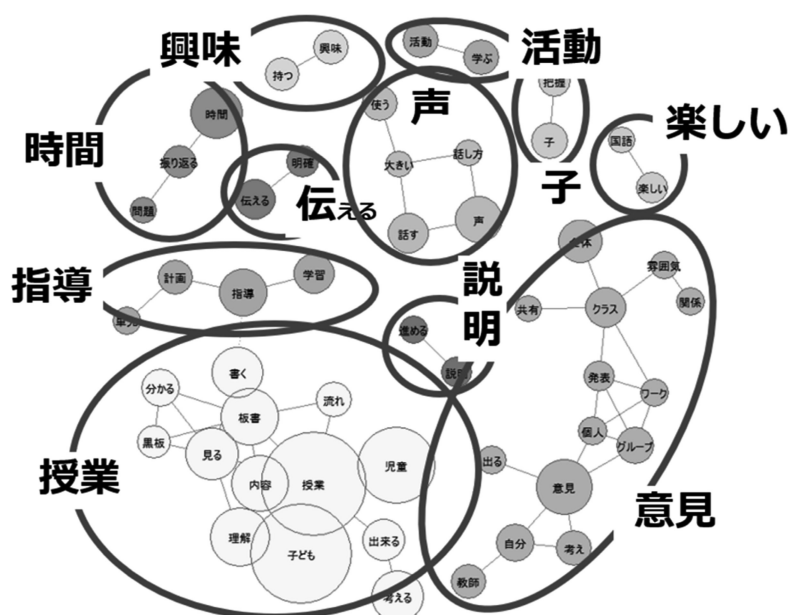 興味
興味
持つ
活動
活動
学ぶ
時間
時間
振り返る
問題
明確
伝える
伝える
声
使う
大きい
話し方
話す
声
把握
子
子
楽しい
国語
楽しい
指導
計画
指導
学習
単元
説明
進める
説明
授業
書く
分かる
板書
流れ
黒板
見る
内容
授業
児童
理解
子ども
出来る
考える
意見
全体
雰囲気
関係
共有
クラス
発表
ワーク
個人
グループ
出る
意見
自分
考え
教師